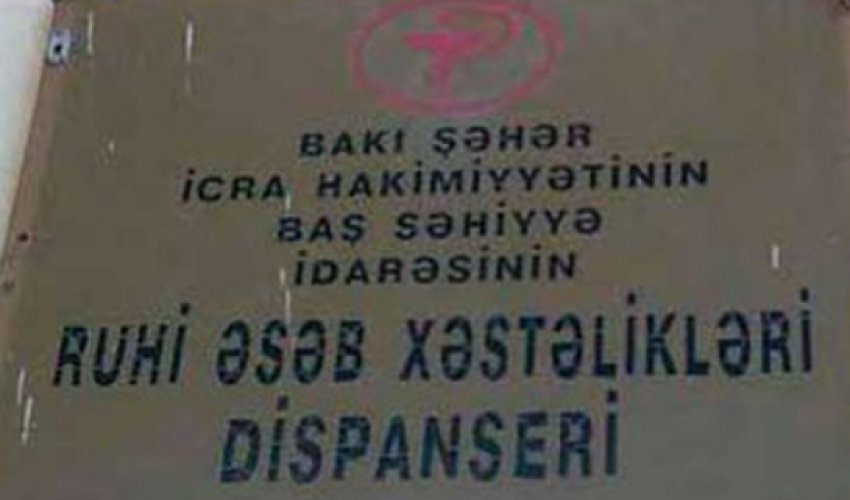 BAKI ŞƏHƏR
İCRA HAKİMİYYƏTİNİN
BAŞ SƏHİYYƏ
İDARƏSİNİN
RUHİ ƏSƏB XƏSTƏLİKLƏRİ
DİSPANSERİ